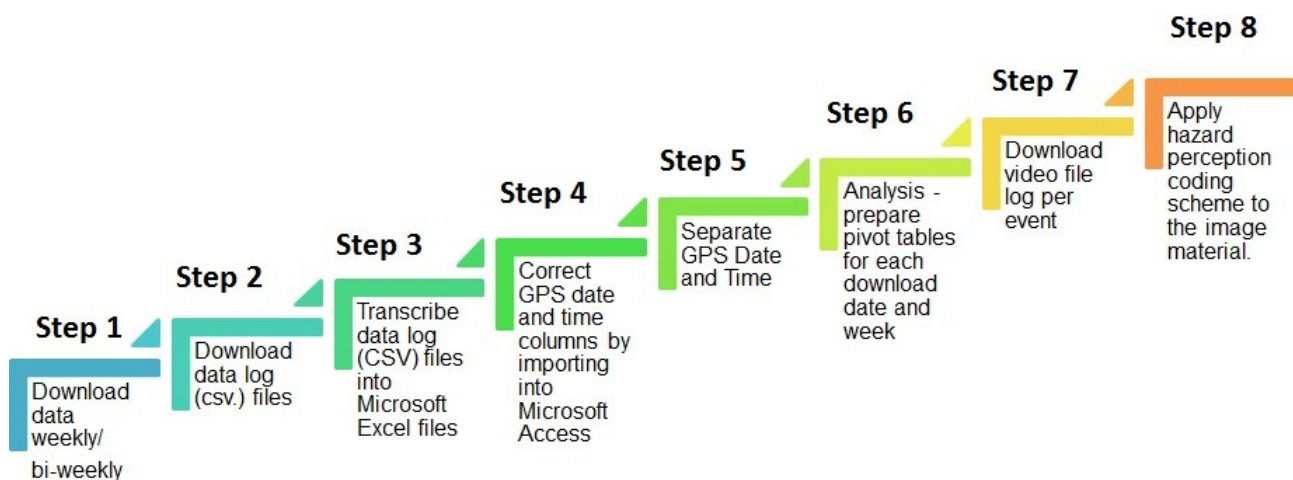 Step 1
Download
data
weekly/
bi-weekly
Step 2
Download
data log
(csv.) files
Step 3
Transcribe
data log
(CSV) files
into
Microsoft
Excel files
Step 4
Correct
GPS date
and time
columns by
importing
into
Microsoft
Access
Step 5
Separate
GPS Date
and Time
Step 6
Analysis -
prepare
pivot tables
for each
download
date and
week
Step 7
Download
video file
log per
event
Step 8
Apply
hazard
perception
coding
scheme to
the image
material.